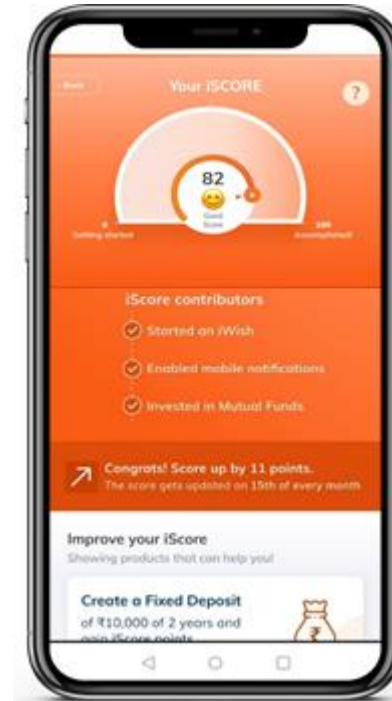 Back
Your iSCORE
?
82
Good
Score
0
Getting started
100
Accomplished!
iScore contributors
Started an iWish
Enabled mobile notifications
Invested in Mutual Funds
Congrats! Score up by 11 points.
The score gets updated on 15th of every month
Improve your iScore
Showing products that can help you!
Create a Fixed Deposit
of ₹10,000 of 2 years and
gain iScore points
₹